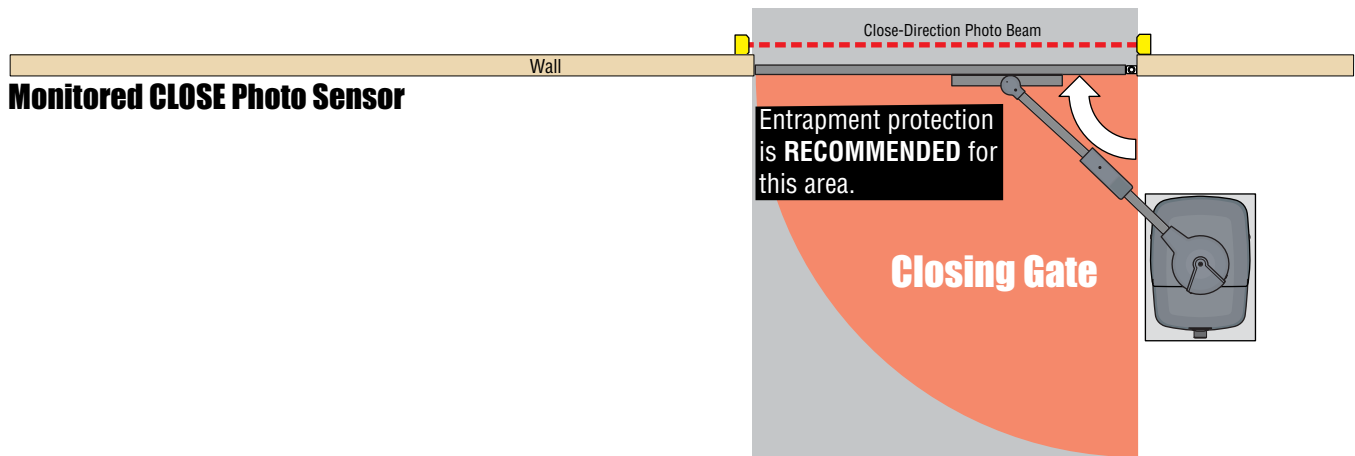 Close-Direction Photo Beam
Wall
Monitored CLOSE Photo Sensor
Entrapment protection
is RECOMMENDED for
this area.
Closing Gate